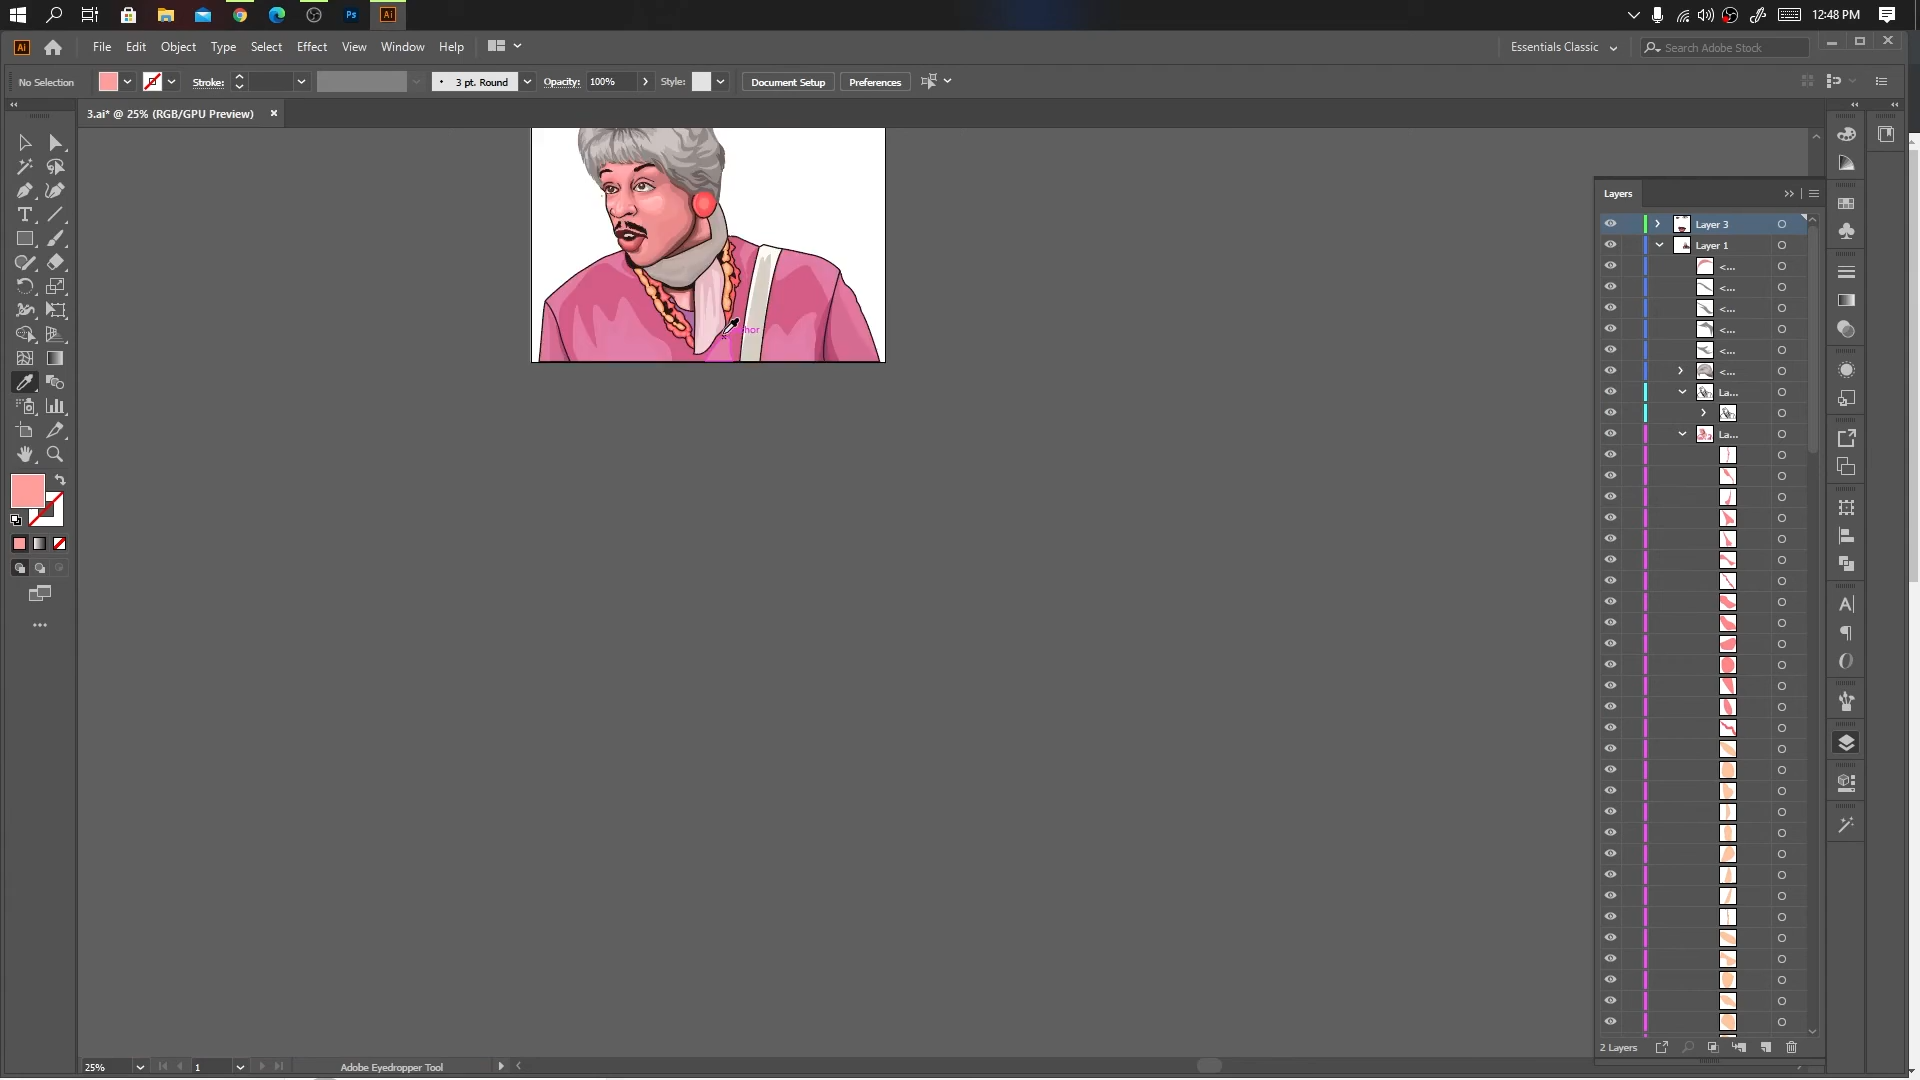 12:48 PM
Ai
File
Edit
Object
Type
Select
Effect
View
Window
Help
Essentials Classic
Search Adobe Stock
No Selection
Stroke:
3 pt. Round
Opacity:
100%
Style:
Document Setup
Preferences
3.ai* @ 25% (RGB/GPU Preview)
Layers
Layer 3
Layer 1
<...
<...
<...
<...
<...
<...
La...
La...
2 Layers
25%
1
Adobe Eyedropper Tool